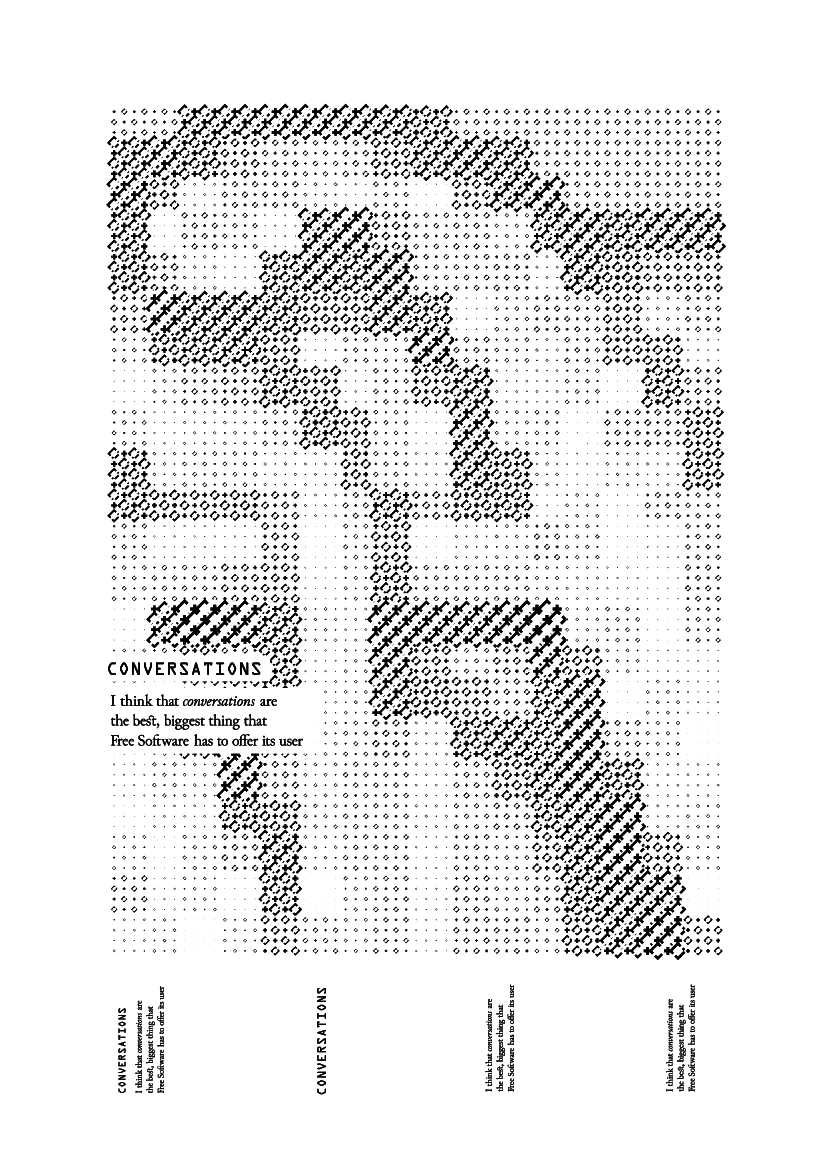 CONVERSATIONS
I think that conversations are
the best, biggest thing that
Free Software has to offer its user
CONVERSATIONS
I think that conversations are
the best, biggest thing that
Free Software has to offer its user
CONVERSATIONS
I think that conversations are
the best, biggest thing that
Free Software has to offer its user
I think that conversations are
the best, biggest thing that
Free Software has to offer its user